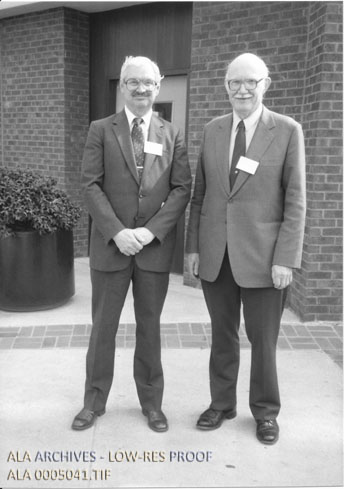 ALA ARCHIVES - LOW-RES PROOF
ALA 0005041.TIF